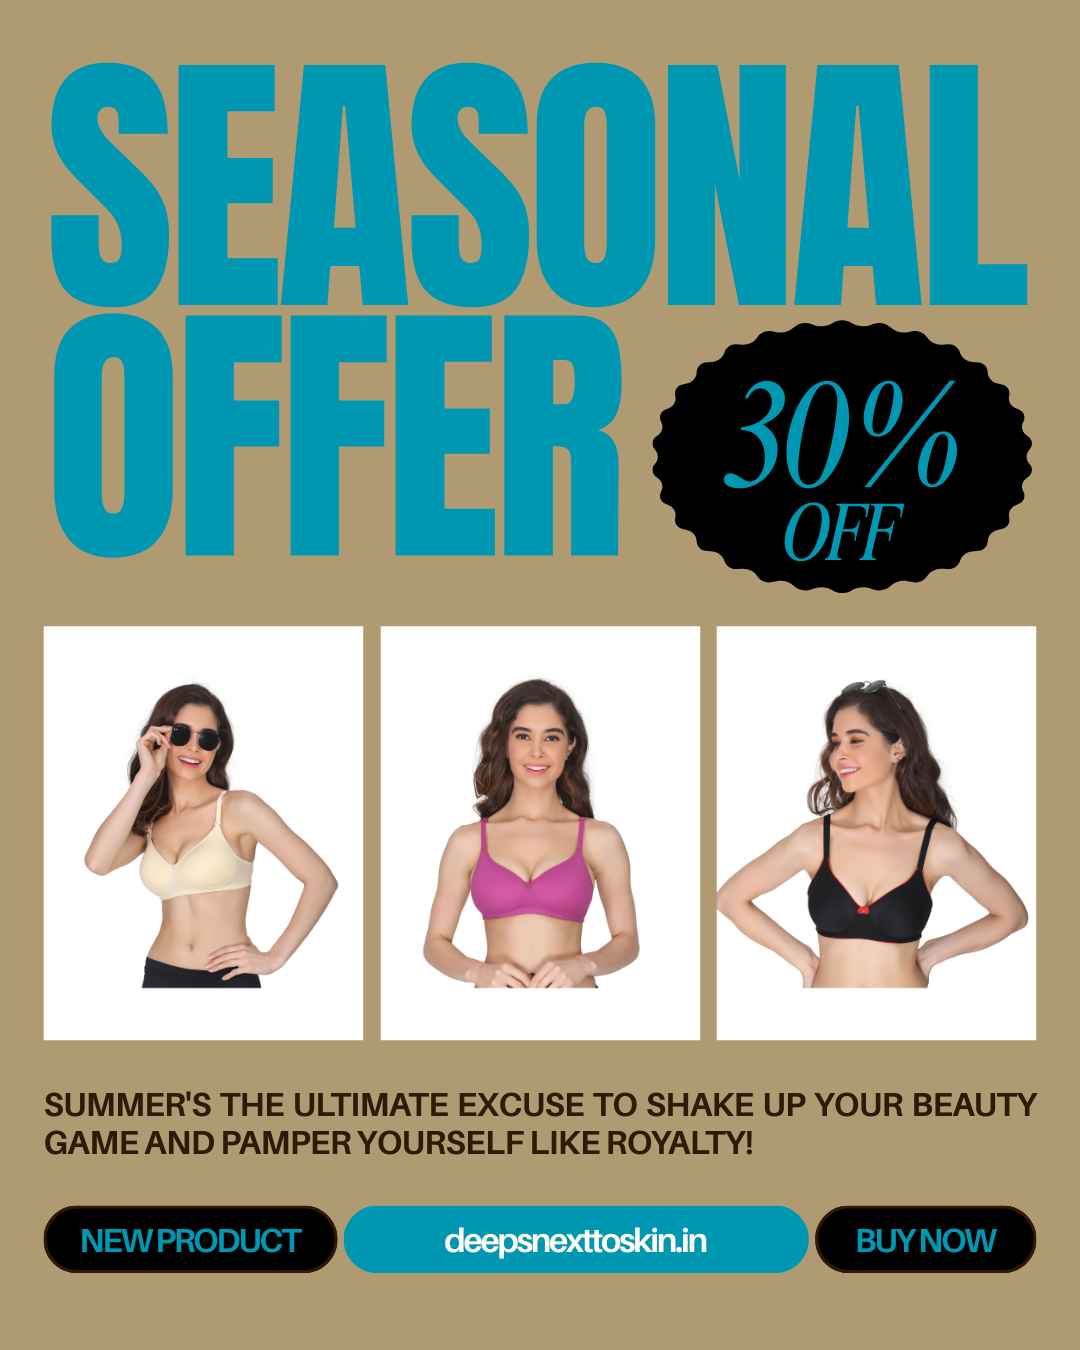 SEASONAL
OFFER
30%
OFF
SUMMER'S THE ULTIMATE EXCUSE TO SHAKE UP YOUR BEAUTY
GAME AND PAMPER YOURSELF LIKE ROYALTY!
NEW PRODUCT
deepsnexttoskin.in
BUY NOW